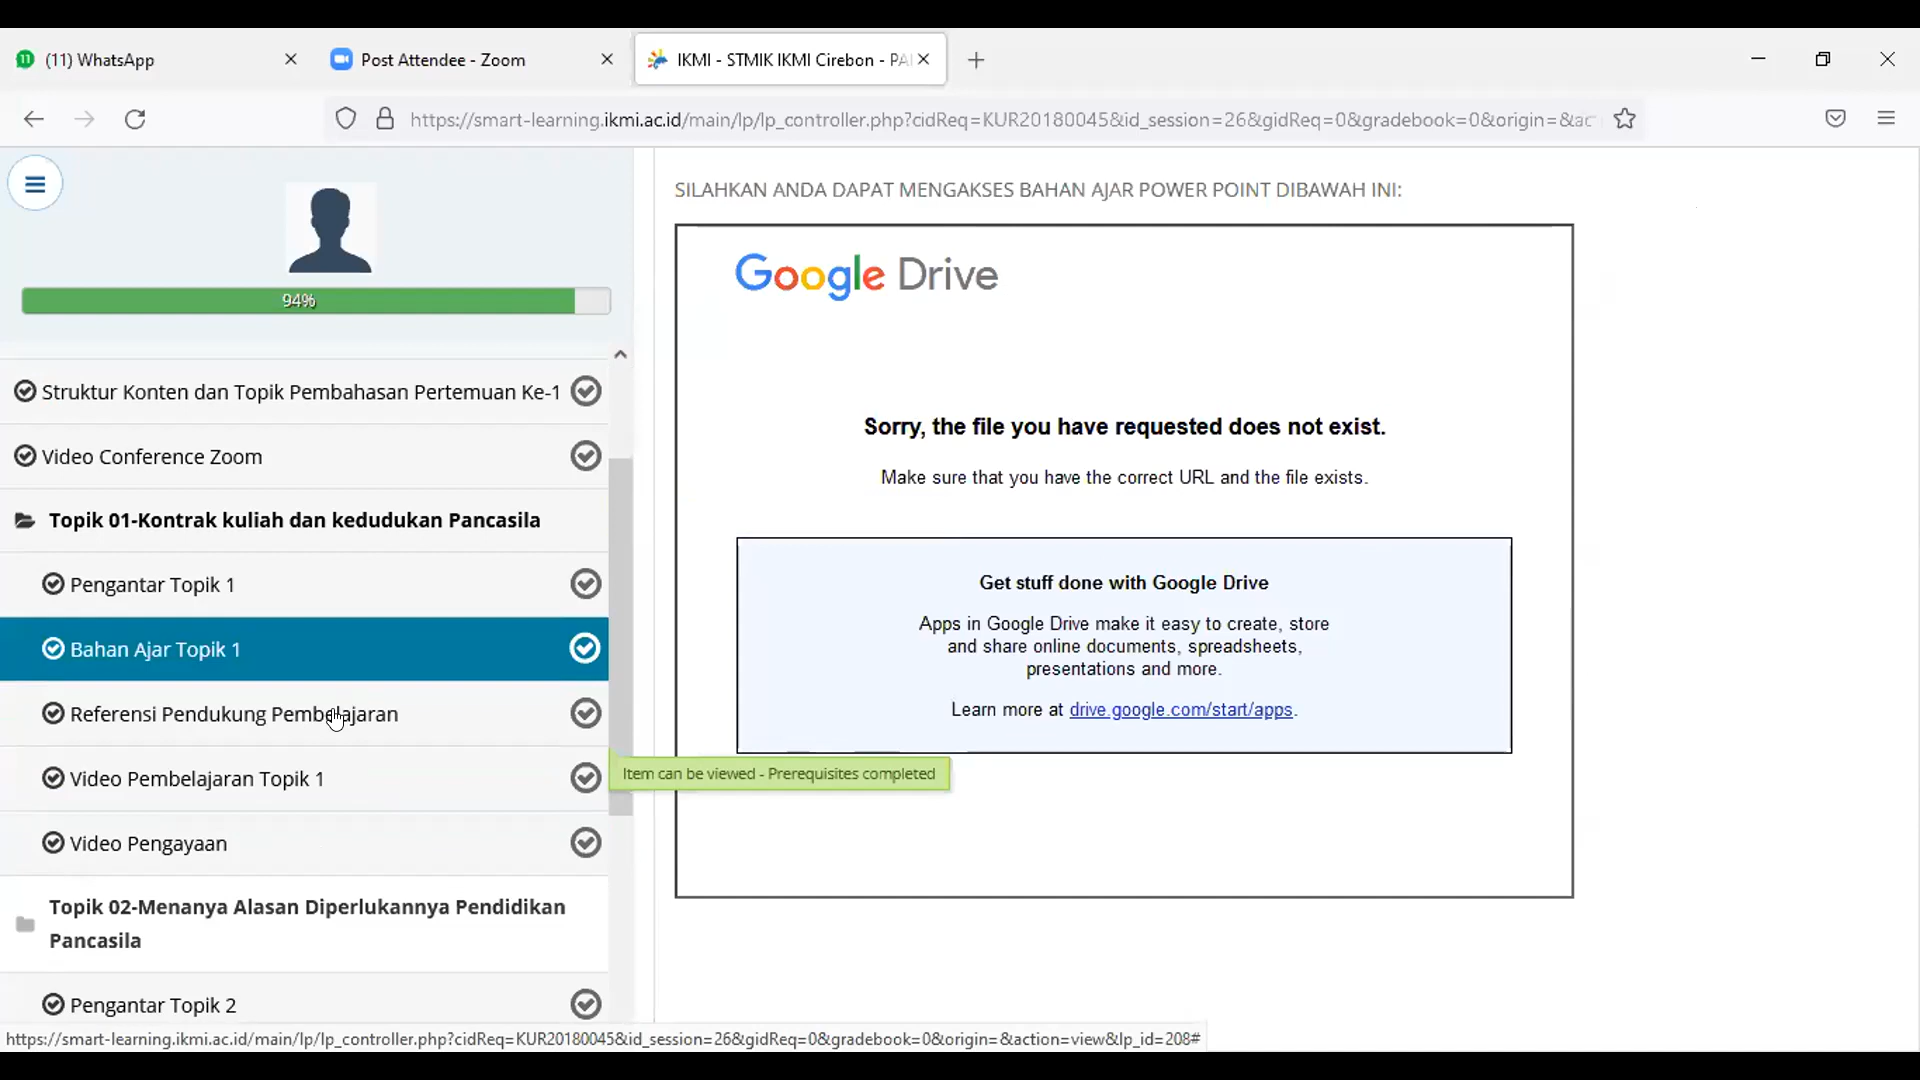 11 (11) WhatsApp
Post Attendee - Zoom
IKMI - STMIK IKMI Cirebon - PA
https://smart-learning.ikmi.ac.id/main/lp/lp_controller.php?cidReq=KUR20180045&id_session=26&gidReq=0&gradebook=0&origin=&ac
94%
Struktur Konten dan Topik Pembahasan Pertemuan Ke-1
Video Conference Zoom
Topik 01-Kontrak kuliah dan kedudukan Pancasila
Pengantar Topik 1
Bahan Ajar Topik 1
Referensi Pendukung Pembelajaran
Video Pembelajaran Topik 1
Video Pengayaan
Topik 02-Menanya Alasan Diperlukannya Pendidikan
Pancasila
Pengantar Topik 2
SILAHKAN ANDA DAPAT MENGAKSES BAHAN AJAR POWER POINT DIBAWAH INI:
Google Drive
Sorry, the file you have requested does not exist.
Make sure that you have the correct URL and the file exists.
Get stuff done with Google Drive
Apps in Google Drive make it easy to create, store
and share online documents, spreadsheets,
presentations and more.
Learn more at drive.google.com/start/apps.
Item can be viewed - Prerequisites completed
https://smart-learning.ikmi.ac.id/main/lp/lp_controller.php?cidReq=KUR20180045&id_session=26&gidReq=0&gradebook=0&origin=&action=view&lp_id=208#